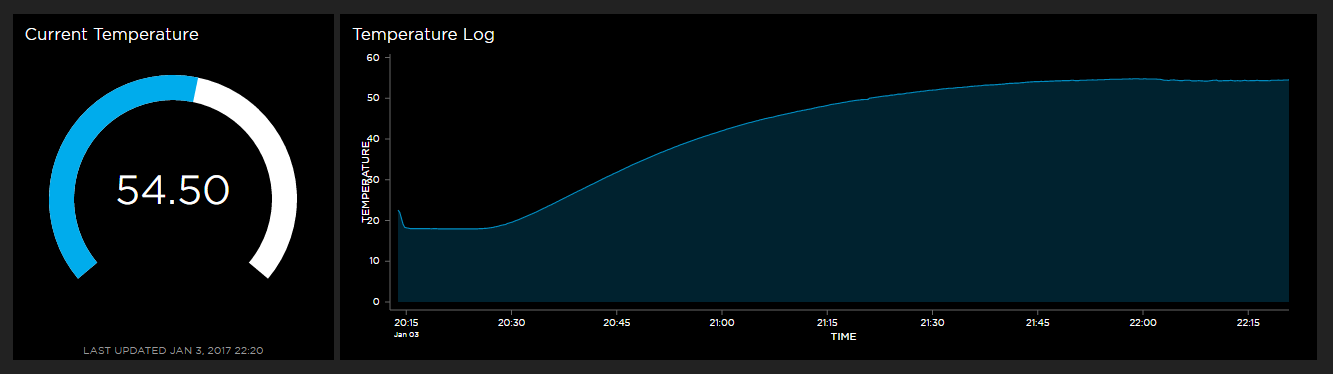 Current Temperature
54.50
LAST UPDATED JAN 3, 2017 22:20
Temperature Log
60
50
40
30
20
10
0
TEMPERATURE
20:15 20:30 20:45 21:00 21:15 21:30 21:45 22:00 22:15
Jan 03
TIME